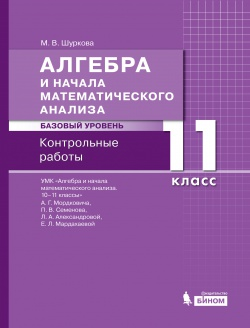 М. В. Шуркова
АЛГЕБРА
И НАЧАЛА
МАТЕМАТИЧЕСКОГО
АНАЛИЗА
БАЗОВЫЙ УРОВЕНЬ
Контрольные
работы
11
класс
УМК «Алгебра и начала
математического анализа.
10–11 классы»
А. Г. Мордковича,
П. В. Семенова,
Л. А. Александровой,
Е. Л. Мардахаевой
Издательство
БИНОМ